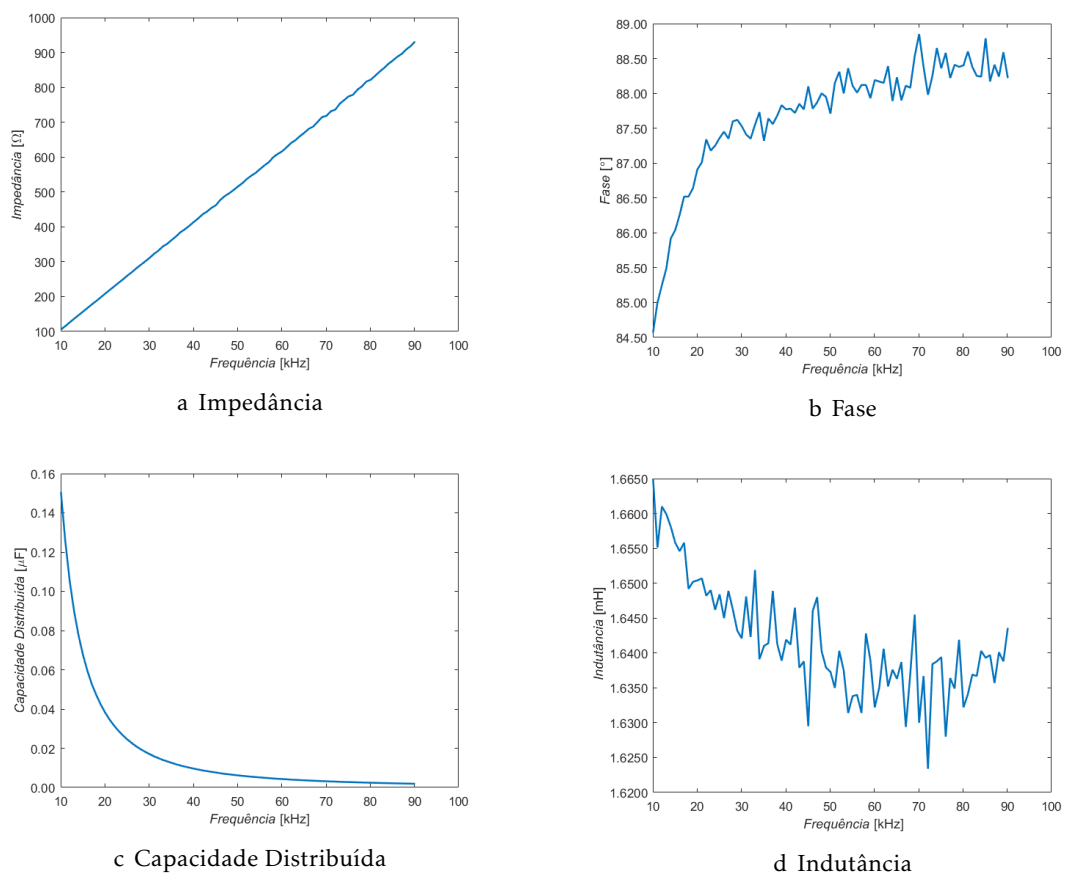 1000
900
800
700
600
500
400
300
200
100
Impedância [Ω]
10 20 30 40 50 60 70 80 90 100
Frequência [kHz]
a Impedância
89.00
88.50
88.00
87.50
87.00
86.50
86.00
85.50
85.00
84.50
Fase [°]
10 20 30 40 50 60 70 80 90 100
Frequência [kHz]
b Fase
0.16
0.14
0.12
0.10
0.08
0.06
0.04
0.02
0.00
Capacidade Distribuída [μF]
10 20 30 40 50 60 70 80 90 100
Frequência [kHz]
c Capacidade Distribuída
1.6650
1.6600
1.6550
1.6500
1.6450
1.6400
1.6350
1.6300
1.6250
1.6200
Indutância [mH]
10 20 30 40 50 60 70 80 90 100
Frequência [kHz]
d Indutância